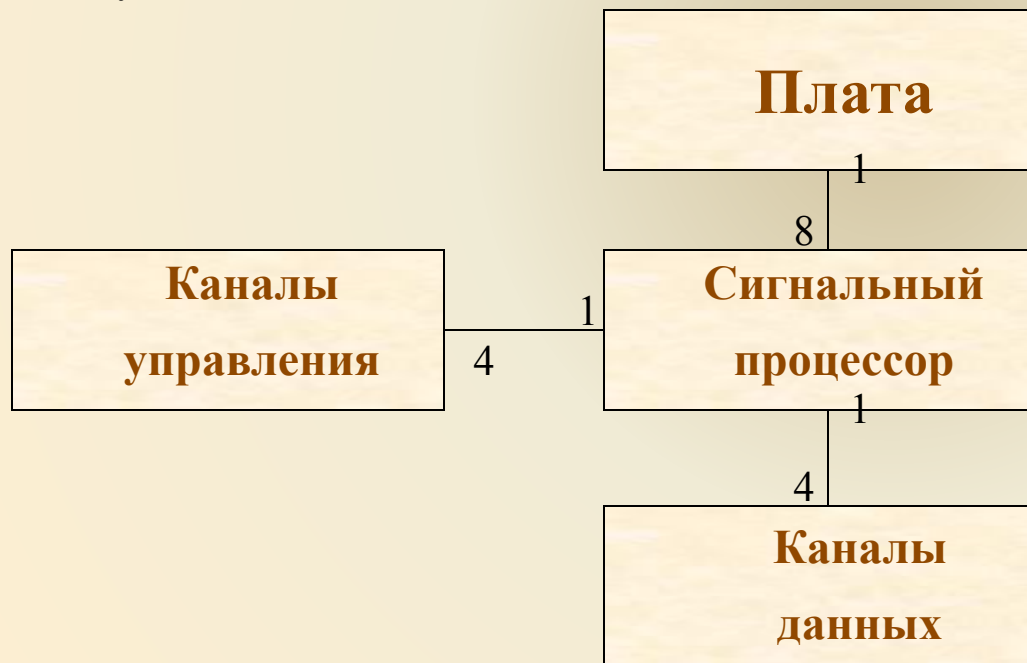 Плата
1
8
Каналы
управления
1
4
Сигнальный
процессор
1
4
Каналы
данных